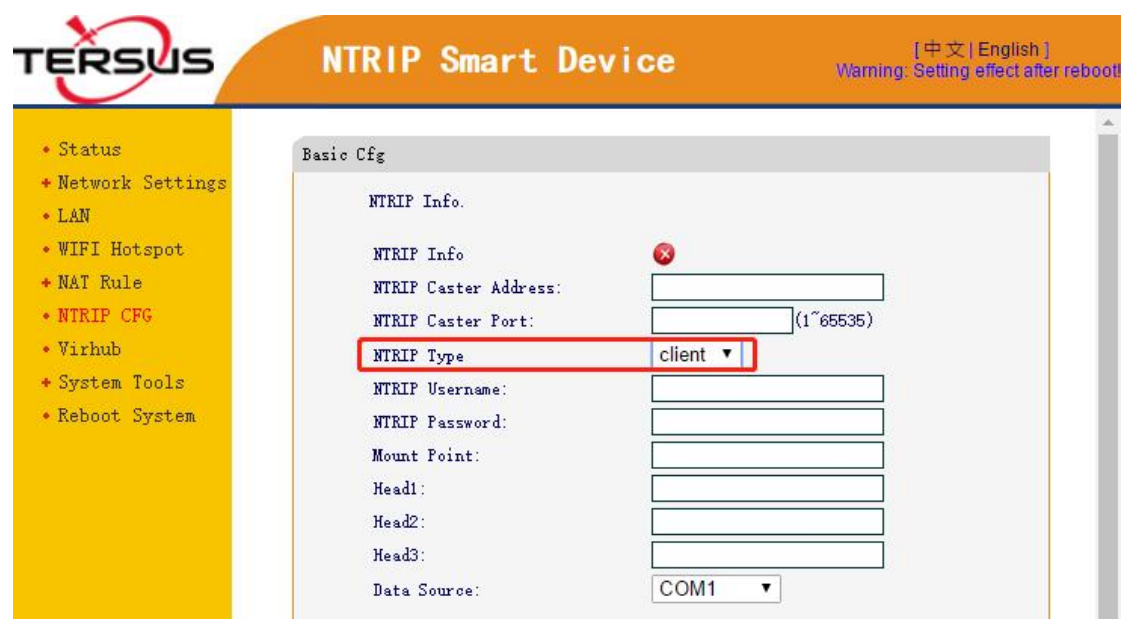 TERSUS
NTRIP Smart Device
[中文|English]
Warning: Setting effect after reboot!
Status
Network Settings
LAN
WIFI Hotspot
NAT Rule
NTRIP CFG
Virhub
System Tools
Reboot System
Basic Cfg
NTRIP Info.
NTRIP Info
NTRIP Caster Address:
NTRIP Caster Port: (1~65535)
NTRIP Type client
NTRIP Username:
NTRIP Password:
Mount Point:
Head1:
Head2:
Head3:
Data Source: COM1